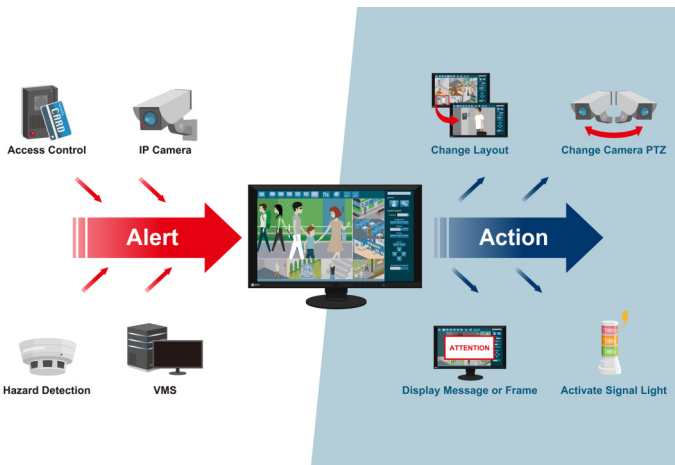 CARD
Access Control
IP Camera
Alert
Hazard Detection
VMS
Change Layout
Change Camera PTZ
Action
ATTENTION
Display Message or Frame
Activate Signal Light